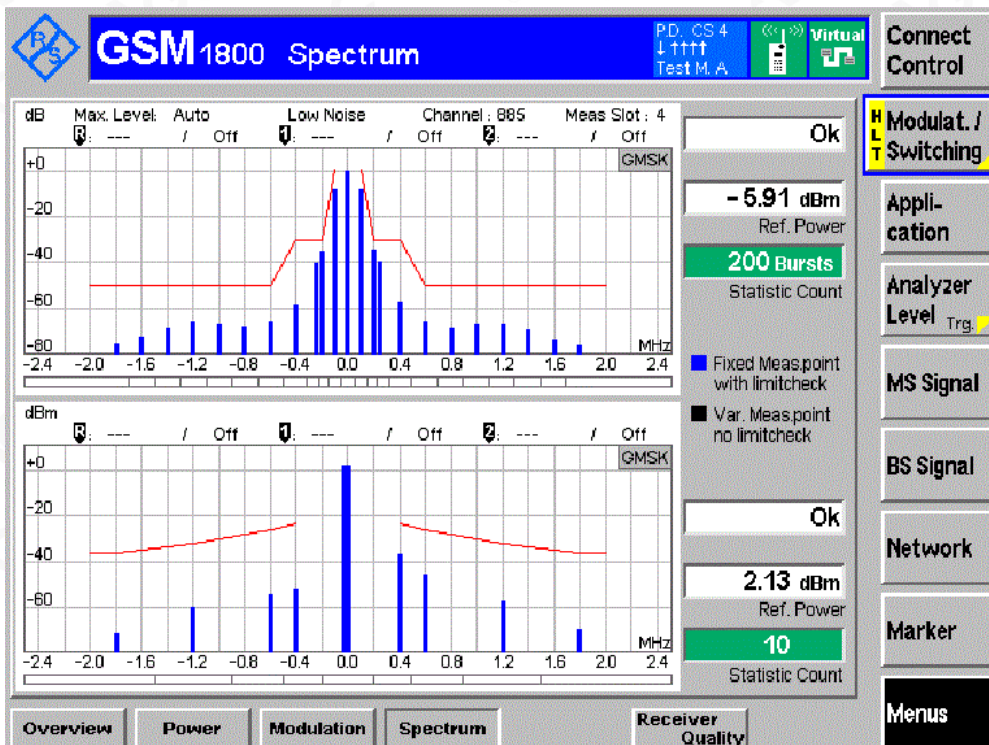 R S
GSM 1800 Spectrum
P.D. CS 4
↓↑↑↑↑
Test M. A.
Virtual
Connect Control
dB Max. Level: Auto Low Noise Channel : 885 Meas Slot : 4
R : --- / Off 1 : --- / Off 2 : --- / Off
GMSK
+0
-20
-40
-60
-80
MHz
-2.4 -2.0 -1.6 -1.2 -0.8 -0.4 0.0 0.4 0.8 1.2 1.6 2.0 2.4
Ok
-5.91 dBm
Ref. Power
200 Bursts
Statistic Count
Fixed Meas.point
with limitcheck
Var. Meas.point
no limitcheck
dBm
R : --- / Off 1 : --- / Off 2 : --- / Off
GMSK
+0
-20
-40
-60
MHz
-2.4 -2.0 -1.6 -1.2 -0.8 -0.4 0.0 0.4 0.8 1.2 1.6 2.0 2.4
Ok
2.13 dBm
Ref. Power
10
Statistic Count
H L T
Modulat. /
Switching
Appli-
cation
Analyzer
Level Trg.
MS Signal
BS Signal
Network
Marker
Menus
Overview Power Modulation Spectrum Receiver
Quality